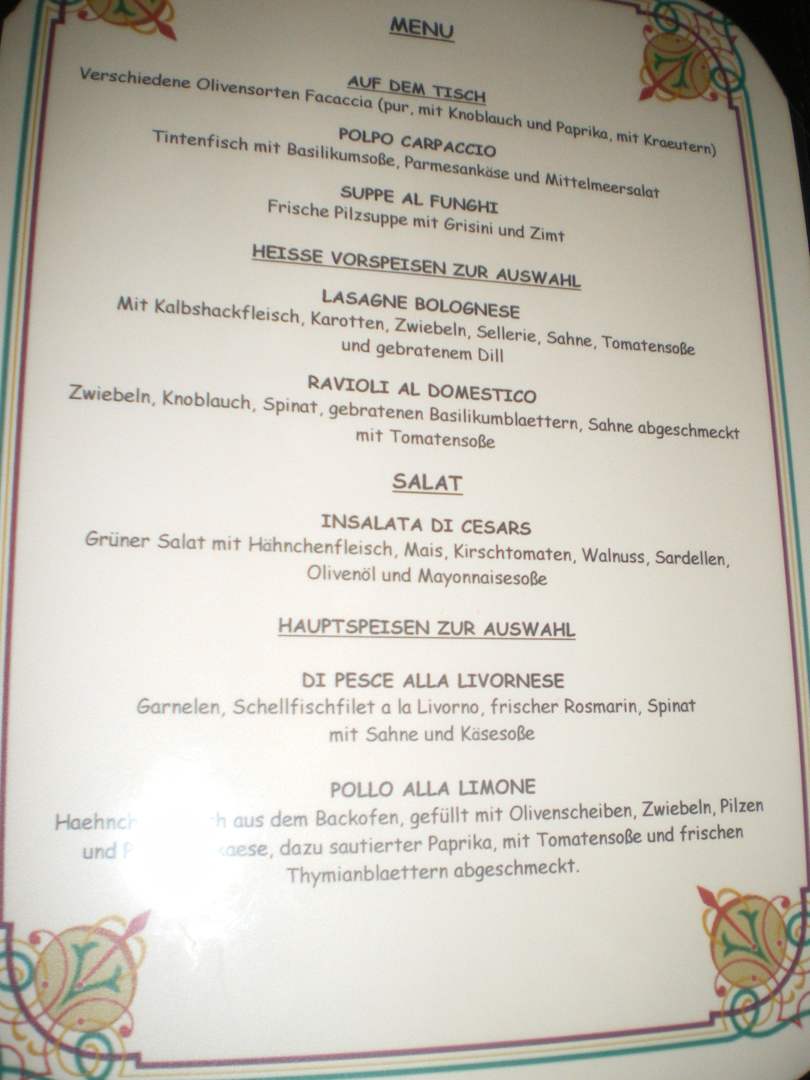 MENU
AUF DEM TISCH
Verschiedene Olivensorten Facaccia (pur, mit Knoblauch und Paprika, mit Kraeutern)
POLPO CARPACCIO
Tintenfisch mit Basilikumsoße, Parmesankäse und Mittelmeersalat
SUPPE AL FUNGHI
Frische Pilzsuppe mit Grisini und Zimt
HEISSE VORSPEISEN ZUR AUSWAHL
LASAGNE BOLOGNESE
Mit Kalbshackfleisch, Karotten, Zwiebeln, Sellerie, Sahne, Tomatensoße
und gebratenem Dill
RAVIOLI AL DOMESTICO
Zwiebeln, Knoblauch, Spinat, gebratenen Basilikumblaettern, Sahne abgeschmeckt
mit Tomatensoße
SALAT
INSALATA DI CESARS
Grüner Salat mit Hähnchenfleisch, Mais, Kirschtomaten, Walnuss, Sardellen,
Olivenöl und Mayonnaisesoße
HAUPTSPEISEN ZUR AUSWAHL
DI PESCE ALLA LIVORNESE
Garnelen, Schellfischfilet a la Livorno, frischer Rosmarin, Spinat
mit Sahne und Käsesoße
POLLO ALLA LIMONE
aus dem Backofen, gefüllt mit Olivenscheiben, Zwiebeln, Pilzen
und dazu sautierter Paprika, mit Tomatensoße und frischen
Thymianblaettern abgeschmeckt.